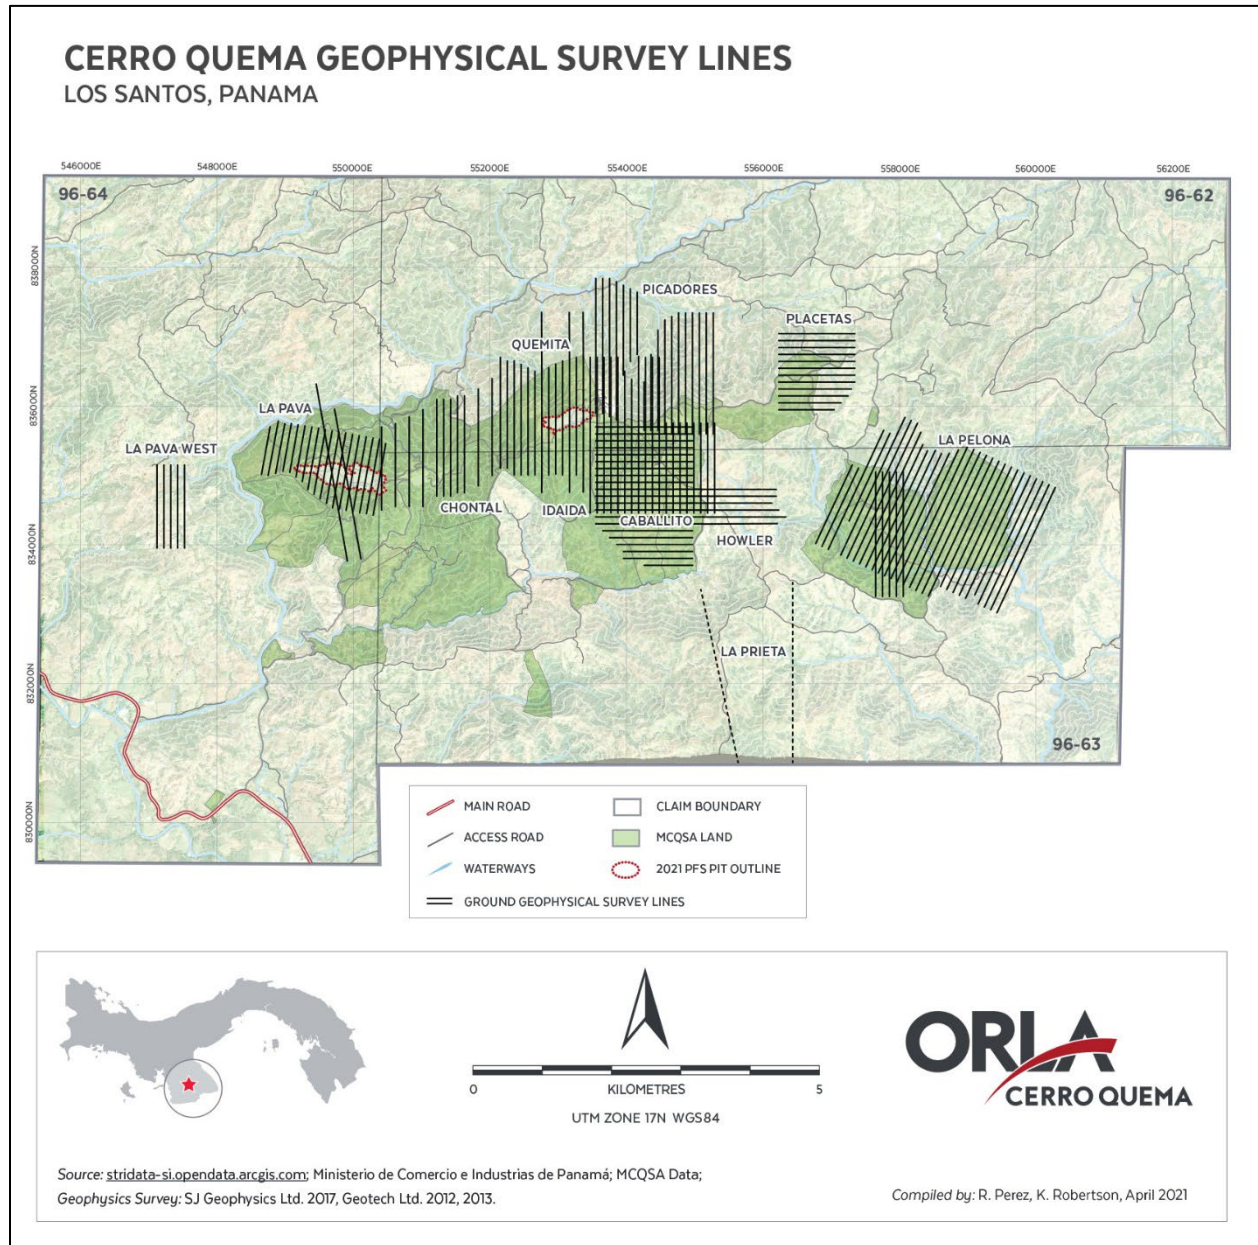 CERRO QUEMA GEOPHYSICAL SURVEY LINES
LOS SANTOS, PANAMA
546000E 548000E 550000E 552000E 554000E 556000E 558000E 560000E 56200E
96-64
96-62
838000N
PICADORES
PLACETAS
QUEMITA
836000N
LA PAVA
LA PAVA WEST
LA PELONA
CHONTAL
IDAIDA
CABALLITO
HOWLER
834000N
LA PRIETA
832000N
96-63
830000N
MAIN ROAD
CLAIM BOUNDARY
ACCESS ROAD
MCQSA LAND
WATERWAYS
2021 PFS PIT OUTLINE
GROUND GEOPHYSICAL SURVEY LINES
0 KILOMETRES 5
UTM ZONE 17N WGS84
ORLA
CERRO QUEMA
Source: stridata-si.opendata.arcgis.com; Ministerio de Comercio e Industrias de Panamá; MCQSA Data;
Geophysics Survey: SJ Geophysics Ltd. 2017, Geotech Ltd. 2012, 2013.
Compiled by: R. Perez, K. Robertson, April 2021